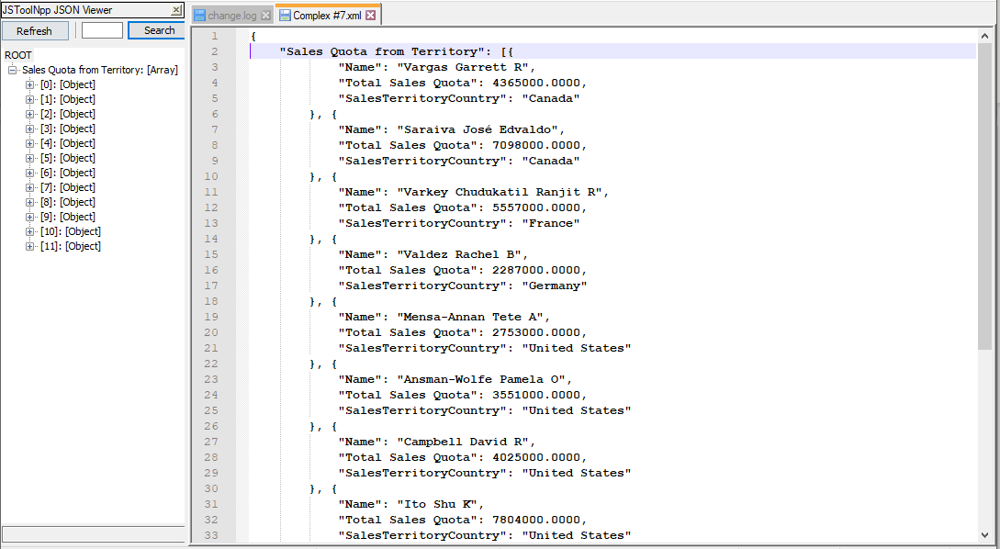 JSToolNpp JSON Viewer
Refresh
Search
ROOT
Sales Quota from Territory: [Array]
[0]: [Object]
[1]: [Object]
[2]: [Object]
[3]: [Object]
[4]: [Object]
[5]: [Object]
[6]: [Object]
[7]: [Object]
[8]: [Object]
[9]: [Object]
[10]: [Object]
[11]: [Object]
change.log
Complex #7.xml
1 {
2 "Sales Quota from Territory": [{
3 "Name": "Vargas Garrett R",
4 "Total Sales Quota": 4365000.0000,
5 "SalesTerritoryCountry": "Canada"
6 }, {
7 "Name": "Saraiva José Edvaldo",
8 "Total Sales Quota": 7098000.0000,
9 "SalesTerritoryCountry": "Canada"
10 }, {
11 "Name": "Varkey Chudukatil Ranjit R",
12 "Total Sales Quota": 5557000.0000,
13 "SalesTerritoryCountry": "France"
14 }, {
15 "Name": "Valdez Rachel B",
16 "Total Sales Quota": 2287000.0000,
17 "SalesTerritoryCountry": "Germany"
18 }, {
19 "Name": "Mensa-Annan Tete A",
20 "Total Sales Quota": 2753000.0000,
21 "SalesTerritoryCountry": "United States"
22 }, {
23 "Name": "Ansman-Wolfe Pamela O",
24 "Total Sales Quota": 3551000.0000,
25 "SalesTerritoryCountry": "United States"
26 }, {
27 "Name": "Campbell David R",
28 "Total Sales Quota": 4025000.0000,
29 "SalesTerritoryCountry": "United States"
30 }, {
31 "Name": "Ito Shu K",
32 "Total Sales Quota": 7804000.0000,
33 "SalesTerritoryCountry": "United States"